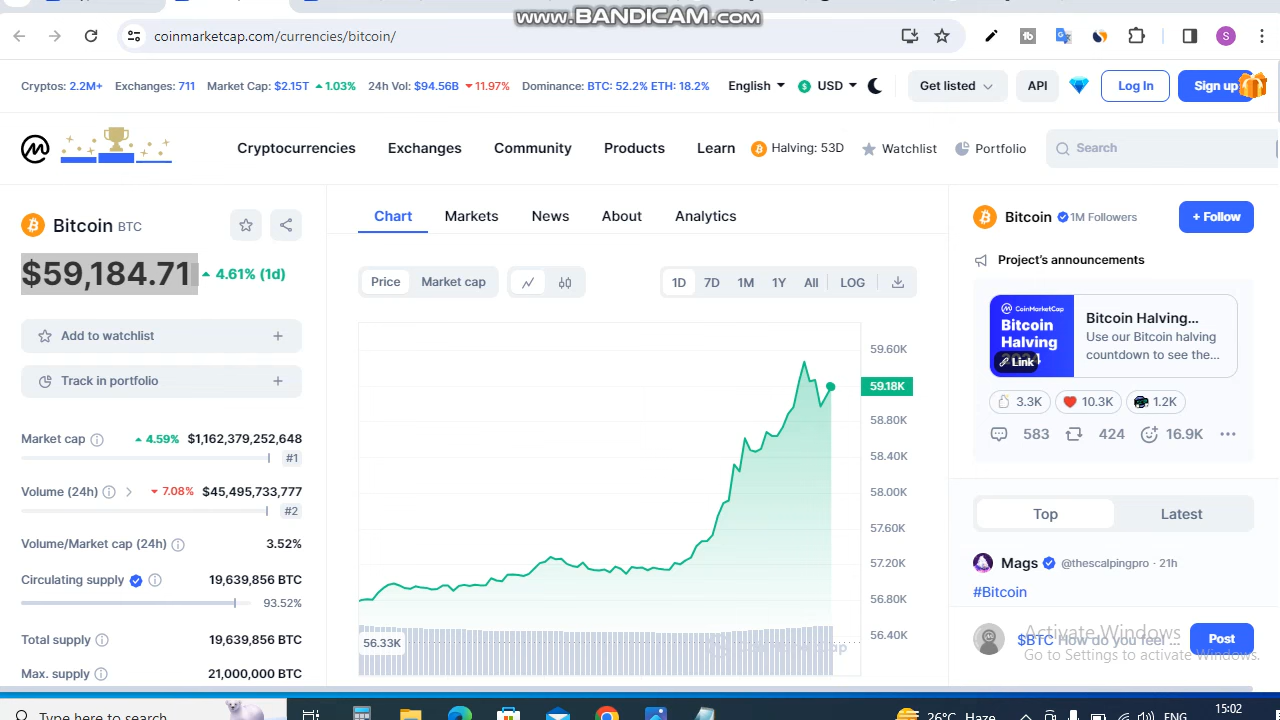 www.BANDICAM.com
coinmarketcap.com/currencies/bitcoin/
S
Cryptos: 2.2M+ Exchanges: 711 Market Cap: $2.15T 1.03% 24h Vol: $94.56B 11.97% Dominance: BTC: 52.2% ETH: 18.2% English USD Get listed API Log In Sign up
Cryptocurrencies Exchanges Community Products Learn Halving: 53D Watchlist Portfolio Search
Bitcoin BTC
$59,184.71 4.61% (1d)
Add to watchlist +
Track in portfolio +
Market cap 4.59% $1,162,379,252,648
#1
Volume (24h) 7.08% $45,495,733,777
#2
Volume/Market cap (24h) 3.52%
Circulating supply 19,639,856 BTC
93.52%
Total supply 19,639,856 BTC
Max. supply 21,000,000 BTC
Chart Markets News About Analytics
Price Market cap 1D 7D 1M 1Y All LOG
59.60K
59.18K
58.80K
58.40K
58.00K
57.60K
57.20K
56.80K
56.40K
56.33K
Bitcoin 1M Followers + Follow
Project's announcements
CoinMarketCap
Bitcoin
Halving
Link
Bitcoin Halving...
Use our Bitcoin halving
countdown to see the...
3.3K 10.3K 1.2K
583 424 16.9K
Top Latest
Mags @thescalpingpro · 21h
#Bitcoin
$BTC How do you feel ... Post
Activate Windows
Go to Settings to activate Windows.
Type here to search 26°C Haze ENG 15:02